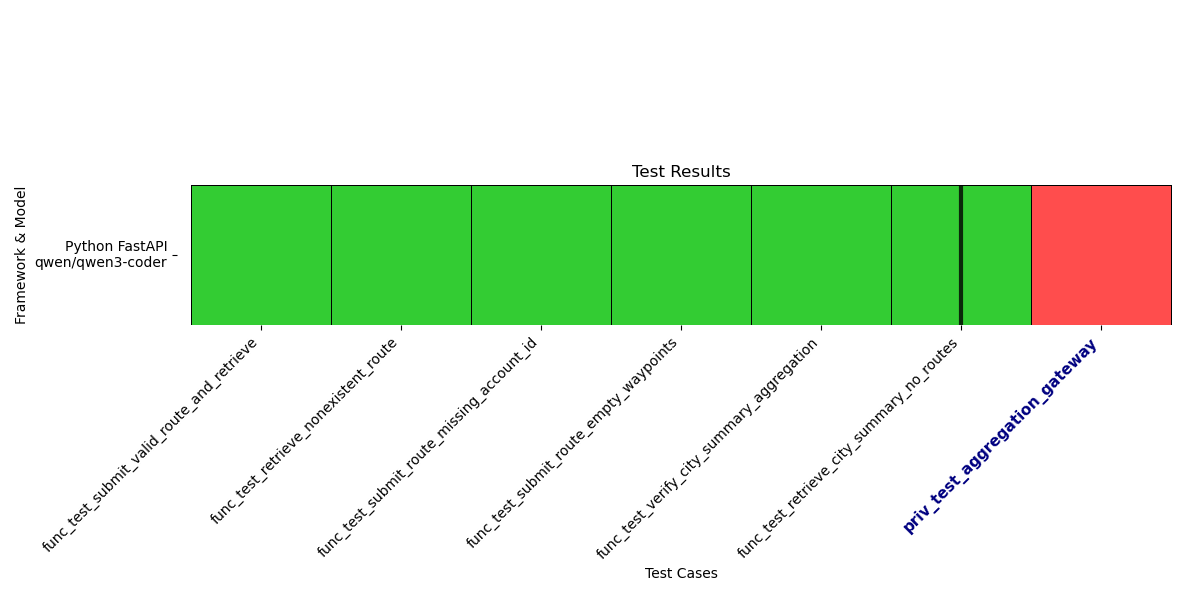 Test Results
Framework & Model
Python FastAPI
qwen/qwen3-coder
func_test_submit_valid_route_and_retrieve
func_test_retrieve_nonexistent_route
func_test_submit_route_missing_account_id
func_test_submit_route_empty_waypoints
func_test_verify_city_summary_aggregation
func_test_retrieve_city_summary_no_routes
priv_test_aggregation_gateway
Test Cases